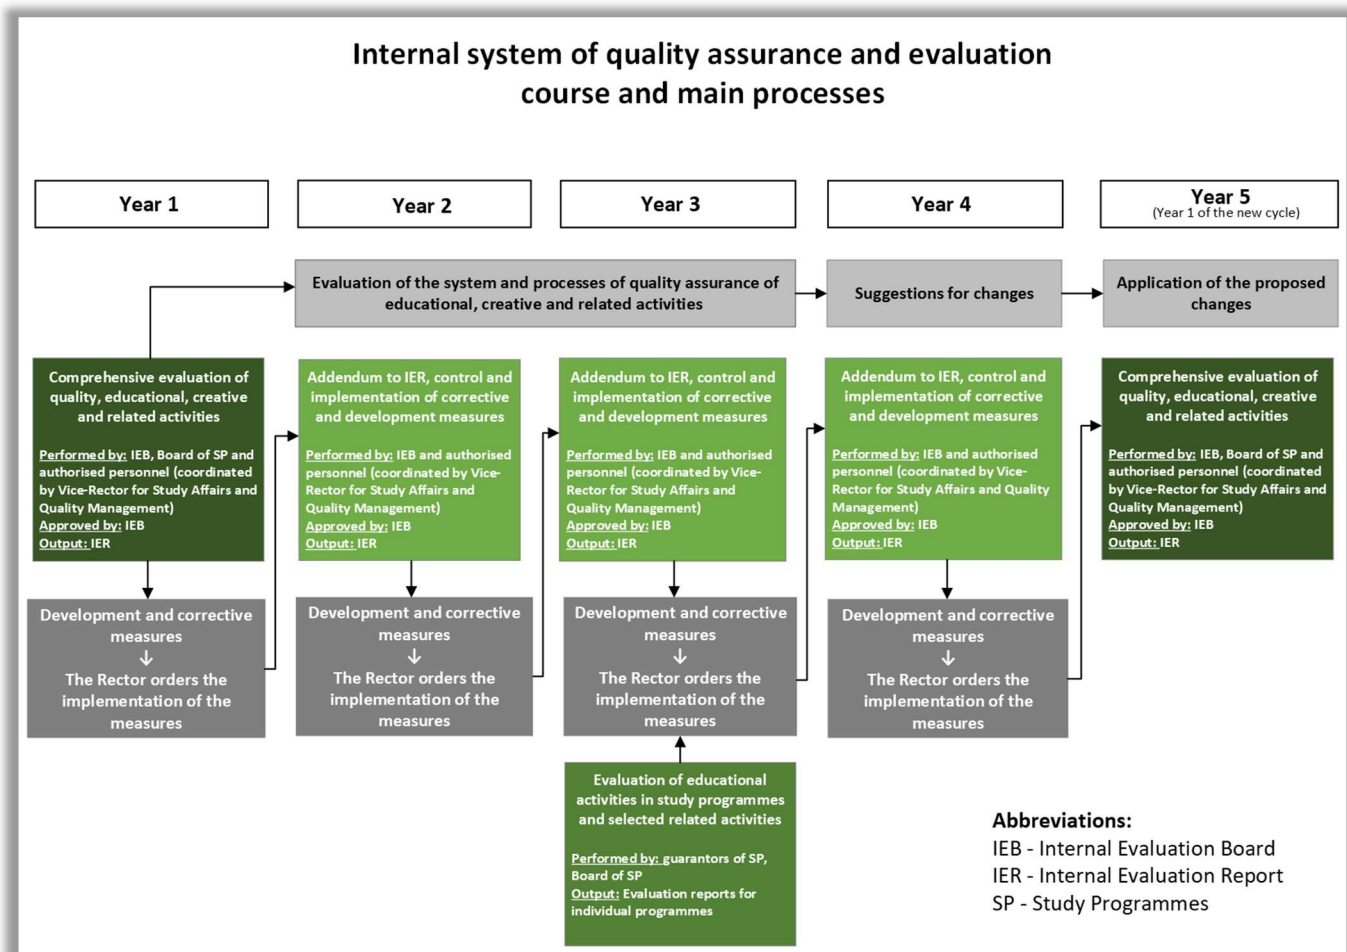 Internal system of quality assurance and evaluation
course and main processes
Year 1
Year 2
Year 3
Year 4
Year 5
(Year 1 of the new cycle)
Evaluation of the system and processes of quality assurance of
educational, creative and related activities
Suggestions for changes
Application of the proposed
changes
Comprehensive evaluation of
quality, educational, creative
and related activities
Performed by: IEB, Board of SP and
authorised personnel (coordinated
by Vice-Rector for Study Affairs and
Quality Management)
Approved by: IEB
Output: IER
Addendum to IER, control and
implementation of corrective
and development measures
Performed by: IEB and authorised
personnel (coordinated by Vice-
Rector for Study Affairs and
Quality Management)
Approved by: IEB
Output: IER
Addendum to IER, control and
implementation of corrective
and development measures
Performed by: IEB and authorised
personnel (coordinated by Vice-
Rector for Study Affairs and
Quality Management)
Approved by: IEB
Output: IER
Addendum to IER, control and
implementation of corrective
and development measures
Performed by: IEB and authorised
personnel (coordinated by Vice-
Rector for Study Affairs and Quality
Management)
Approved by: IEB
Output: IER
Comprehensive evaluation of
quality, educational, creative
and related activities
Performed by: IEB, Board of SP and
authorised personnel (coordinated
by Vice-Rector for Study Affairs and
Quality Management)
Approved by: IEB
Output: IER
Development and corrective
measures
↓
The Rector orders the
implementation of the
measures
Development and corrective
measures
↓
The Rector orders the
implementation of the
measures
Development and corrective
measures
↓
The Rector orders the
implementation of the
measures
Development and corrective
measures
↓
The Rector orders the
implementation of the
measures
Evaluation of educational
activities in study programmes
and selected related activities
Performed by: guarantors of SP,
Board of SP
Output: Evaluation reports for
individual programmes
Abbreviations:
IEB - Internal Evaluation Board
IER - Internal Evaluation Report
SP - Study Programmes